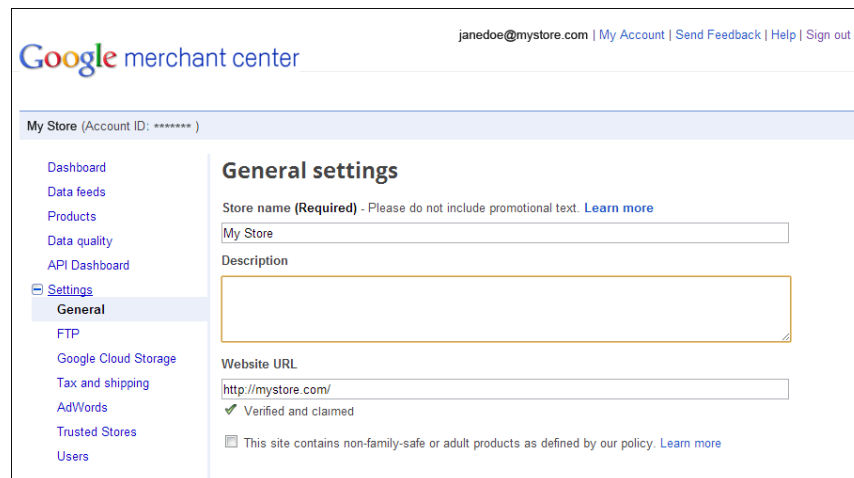 janedoe@mystore.com | My Account | Send Feedback | Help | Sign out
Google merchant center
My Store (Account ID: ******* )
Dashboard
Data feeds
Products
Data quality
API Dashboard
Settings
General
FTP
Google Cloud Storage
Tax and shipping
AdWords
Trusted Stores
Users
General settings
Store name (Required) - Please do not include promotional text. Learn more
My Store
Description
Website URL
http://mystore.com/
Verified and claimed
This site contains non-family-safe or adult products as defined by our policy. Learn more